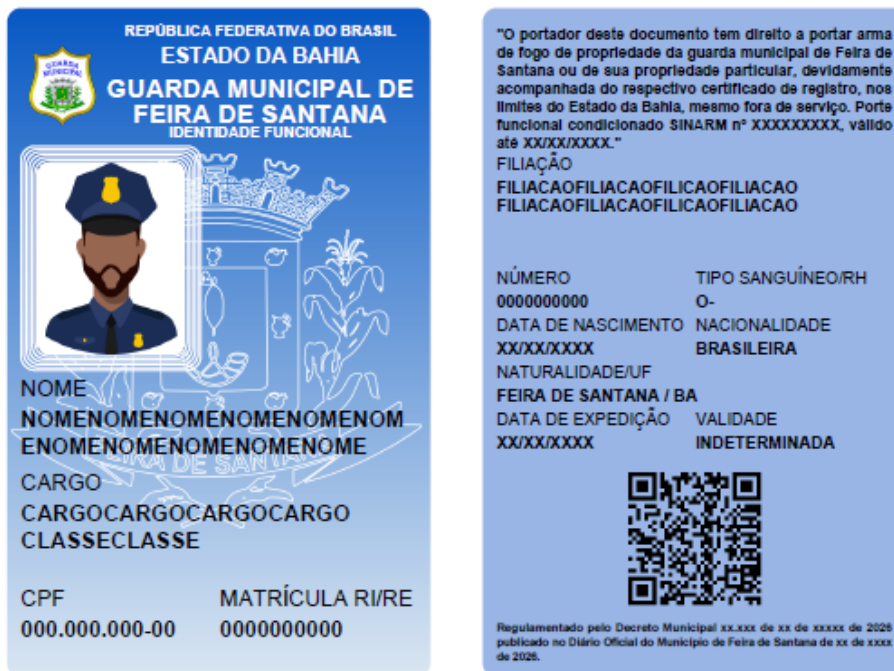 REPÚBLICA FEDERATIVA DO BRASIL
ESTADO DA BAHIA
GUARDA MUNICIPAL DE
FEIRA DE SANTANA
IDENTIDADE FUNCIONAL
GUARDA
MUNICIPAL
NOME
NOMENOMENOMENOMENOMENOM
ENOMENOMENOMENOMENOME
FEIRA DE SANTANA
CARGO
CARGOCARGOCARGOCARGO
CLASSECLASSE
CPF MATRÍCULA RI/RE
000.000.000-00 0000000000
"O portador deste documento tem direito a portar arma
de fogo de propriedade da guarda municipal de Feira de
Santana ou de sua propriedade particular, devidamente
acompanhada do respectivo certificado de registro, nos
limites do Estado da Bahia, mesmo fora de serviço. Porte
funcional condicionado SINARM nº XXXXXXXXX, válido
até XX/XX/XXXX."
FILIAÇÃO
FILIACAOFILIACAOFILICAOFILIACAO
FILIACAOFILIACAOFILICAOFILIACAO
NÚMERO TIPO SANGUÍNEO/RH
0000000000 O-
DATA DE NASCIMENTO NACIONALIDADE
XX/XX/XXXX BRASILEIRA
NATURALIDADE/UF
FEIRA DE SANTANA / BA
DATA DE EXPEDIÇÃO VALIDADE
XX/XX/XXXX INDETERMINADA
Regulamentado pelo Decreto Municipal xx.xxx de xx de xxxxx de 2026
publicado no Diário Oficial do Município de Feira de Santana de xx de xxxx
de 2026.